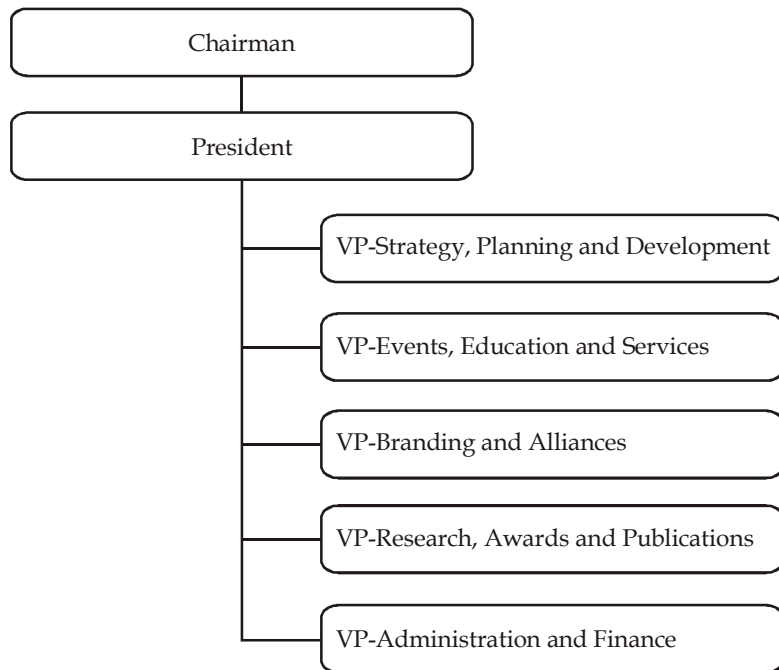 Chairman
President
VP-Strategy, Planning and Development
VP-Events, Education and Services
VP-Branding and Alliances
VP-Research, Awards and Publications
VP-Administration and Finance